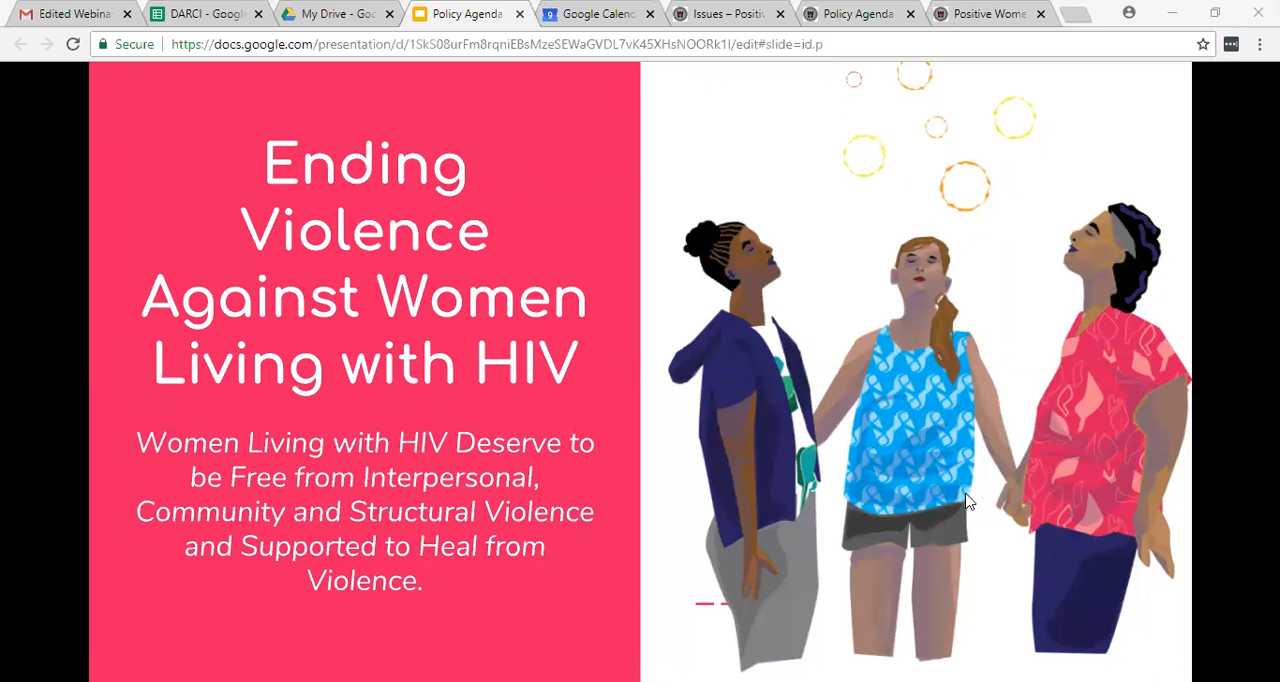 Edited Webina
DARCI - Google
My Drive - Goo
Policy Agenda
Google Calend
Issues – Positiv
Policy Agenda
Positive Wome
Secure
https://docs.google.com/presentation/d/1SkS08urFm8rqniEBsMzeSEWaGVDL7vK45XHsNOORk1I/edit#slide=id.p
Ending
Violence
Against Women
Living with HIV
Women Living with HIV Deserve to
be Free from Interpersonal,
Community and Structural Violence
and Supported to Heal from
Violence.